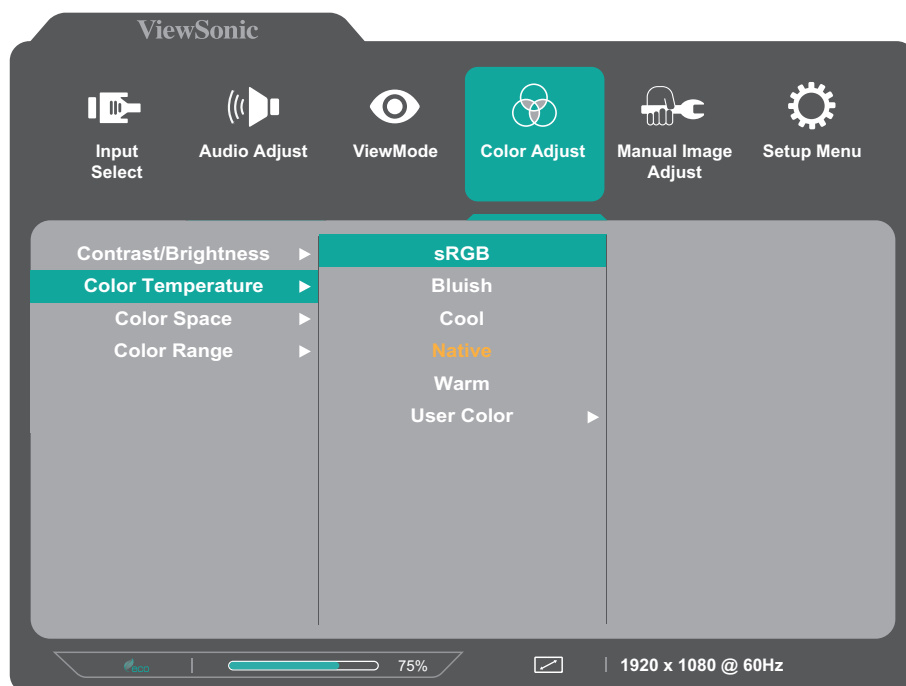 ViewSonic
Input
Select
Audio Adjust
ViewMode
Color Adjust
Manual Image
Adjust
Setup Menu
Contrast/Brightness
Color Temperature
Color Space
Color Range
sRGB
Bluish
Cool
Native
Warm
User Color
eco
75%
1920 x 1080 @ 60Hz